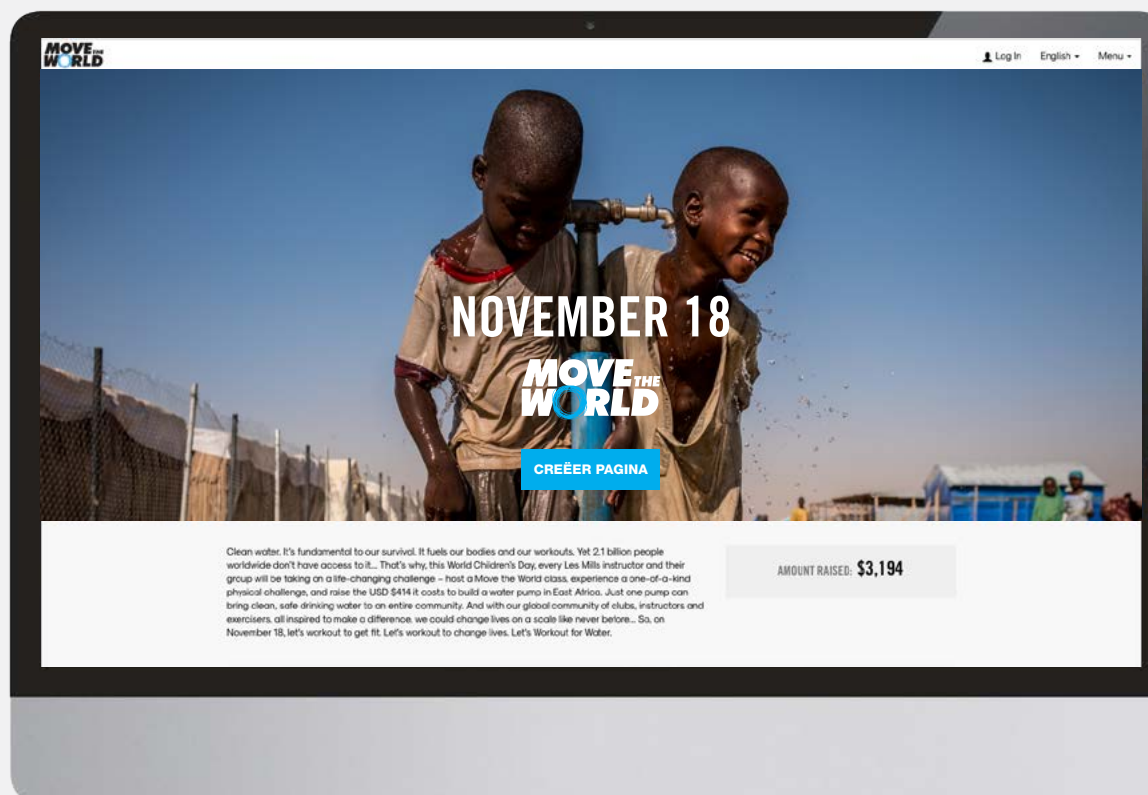 MOVE THE
WORLD
Log In English Menu
NOVEMBER 18
MOVE THE
WORLD
CREËER PAGINA
Clean water. It's fundamental to our survival. It fuels our bodies and our workouts. Yet 2.1 billion people
worldwide don't have access to it... That's why, this World Children's Day, every Les Mills instructor and their
group will be taking on a life-changing challenge – host a Move the World class, experience a one-of-a-kind
physical challenge, and raise the USD $414 it costs to build a water pump in East Africa. Just one pump can
bring clean, safe drinking water to an entire community. And with our global community of clubs, instructors and
exercisers, all inspired to make a difference, we could change lives on a scale like never before... So, on
November 18, let's workout to get fit. Let's workout to change lives. Let's Workout for Water.
AMOUNT RAISED: $3,194